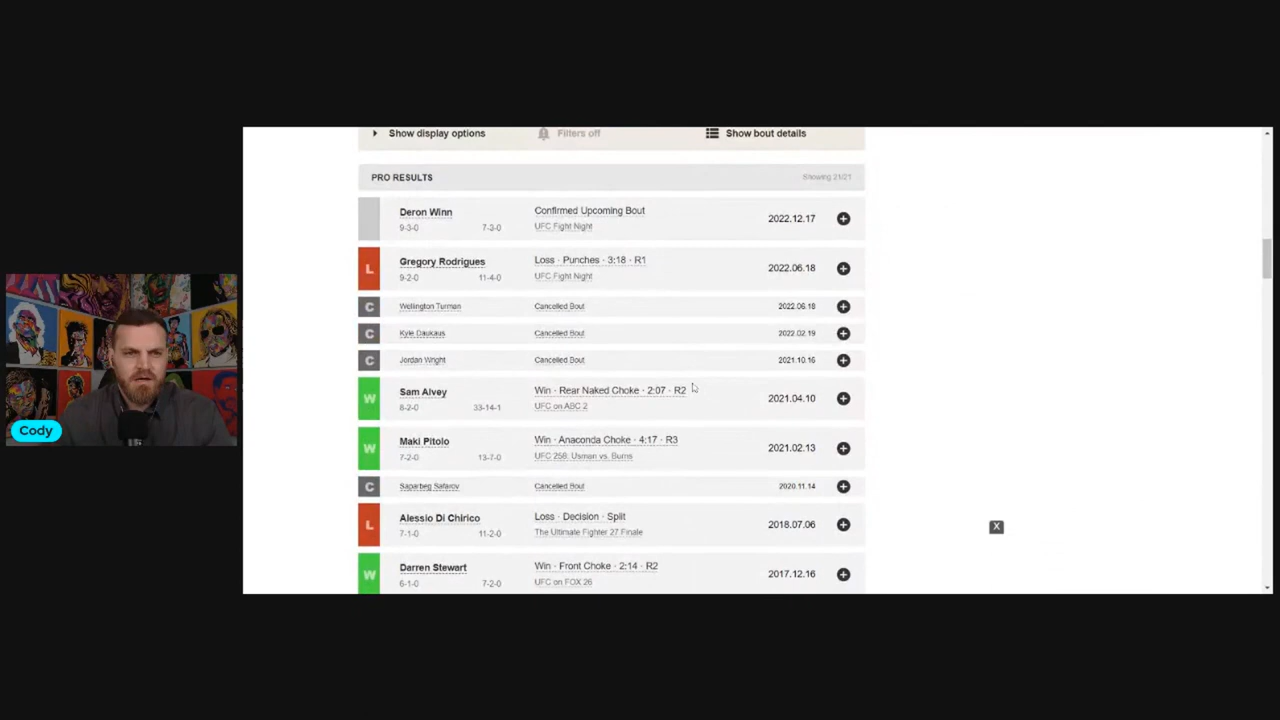 Show display options Filters off Show bout details
PRO RESULTS Showing 21/21
Deron Winn Confirmed Upcoming Bout 2022.12.17
9-3-0 7-3-0 UFC Fight Night
L Gregory Rodrigues Loss · Punches · 3:18 · R1 2022.06.18
9-2-0 11-4-0 UFC Fight Night
C Wellington Turman Cancelled Bout 2022.06.18
C Kyle Daukaus Cancelled Bout 2022.02.19
C Jordan Wright Cancelled Bout 2021.10.16
W Sam Alvey Win · Rear Naked Choke · 2:07 · R2 2021.04.10
8-2-0 33-14-1 UFC on ABC 2
W Maki Pitolo Win · Anaconda Choke · 4:17 · R3 2021.02.13
7-2-0 13-7-0 UFC 258: Usman vs. Burns
C Saparbeg Safarov Cancelled Bout 2020.11.14
L Alessio Di Chirico Loss · Decision · Split 2018.07.06
7-1-0 11-2-0 The Ultimate Fighter 27 Finale
W Darren Stewart Win · Front Choke · 2:14 · R2 2017.12.16
6-1-0 7-2-0 UFC on FOX 26
X
Cody